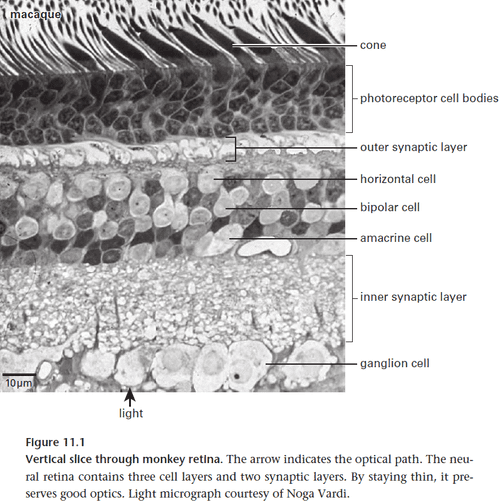 macaque
cone
photoreceptor cell bodies
outer synaptic layer
horizontal cell
bipolar cell
amacrine cell
inner synaptic layer
ganglion cell
10µm
light
Figure 11.1
Vertical slice through monkey retina. The arrow indicates the optical path. The neu-
ral retina contains three cell layers and two synaptic layers. By staying thin, it pre-
serves good optics. Light micrograph courtesy of Noga Vardi.